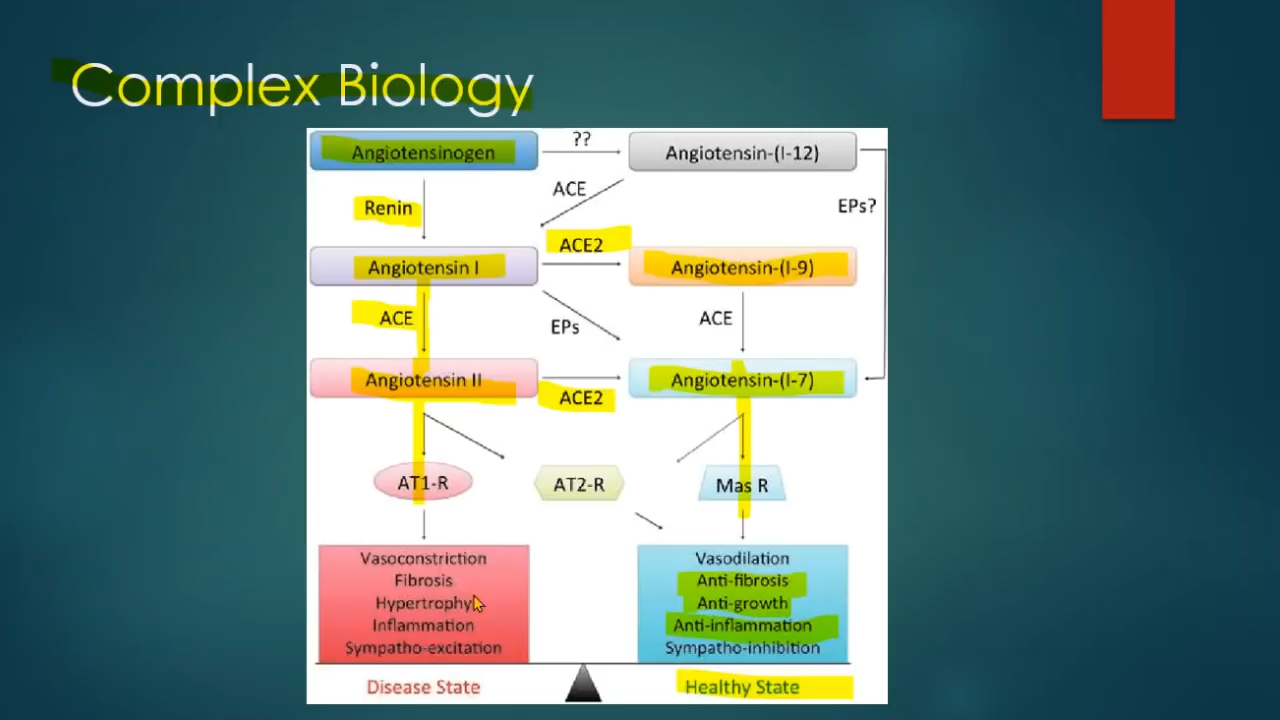 Complex Biology
Angiotensinogen
??
Angiotensin-(I-12)
Renin
ACE
EPs?
Angiotensin I
ACE2
Angiotensin-(I-9)
ACE
EPs
ACE
Angiotensin II
ACE2
Angiotensin-(I-7)
AT1-R
AT2-R
Mas R
Vasoconstriction
Fibrosis
Hypertrophy
Inflammation
Sympatho-excitation
Vasodilation
Anti-fibrosis
Anti-growth
Anti-inflammation
Sympatho-inhibition
Disease State
Healthy State